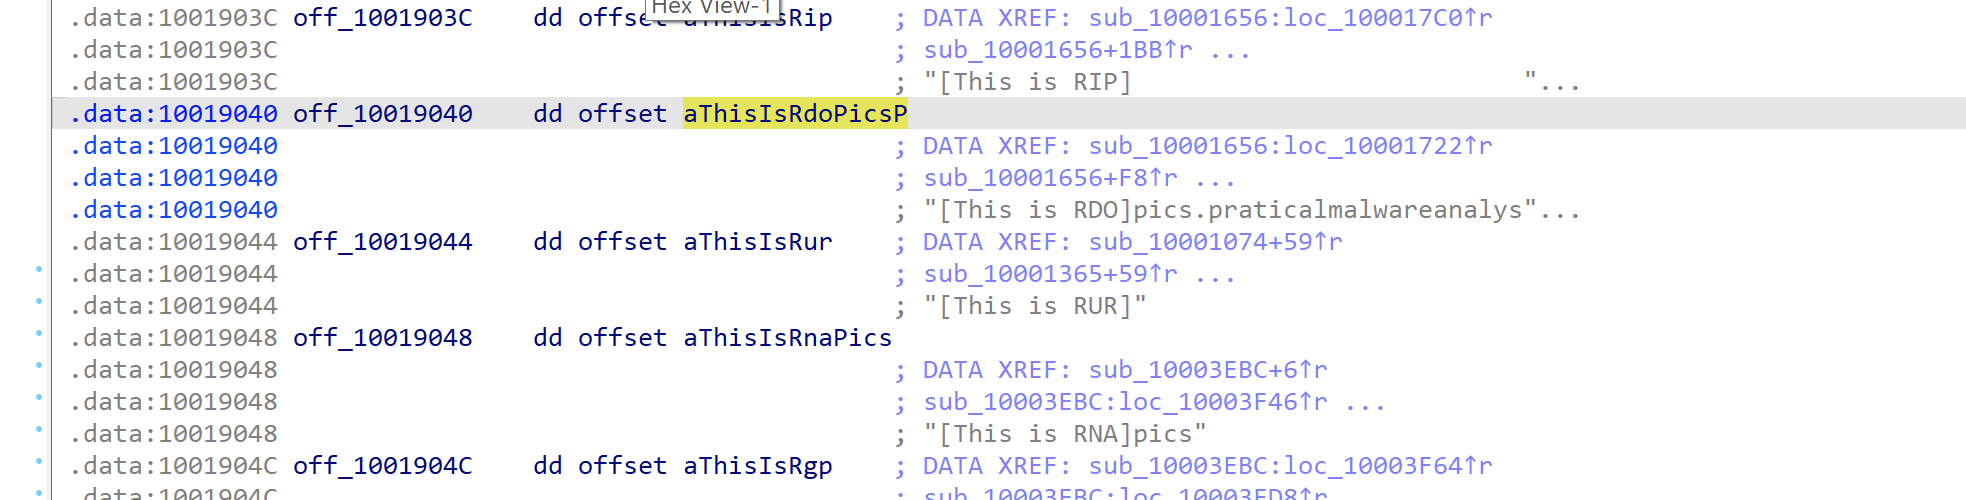 Hex View-1
.data:1001903C off_1001903C    dd offset aThisIsRip    ; DATA XREF: sub_10001656:loc_100017C0↑r
.data:1001903C    ; sub_10001656+1BB↑r ...
.data:1001903C    ; "[This is RIP]                          "...
.data:10019040 off_10019040    dd offset aThisIsRdoPicsP
.data:10019040    ; DATA XREF: sub_10001656:loc_10001722↑r
.data:10019040    ; sub_10001656+F8↑r ...
.data:10019040    ; "[This is RDO]pics.praticalmalwareanalys"...
.data:10019044 off_10019044    dd offset aThisIsRur    ; DATA XREF: sub_10001074+59↑r
.data:10019044    ; sub_10001365+59↑r ...
.data:10019044    ; "[This is RUR]"
.data:10019048 off_10019048    dd offset aThisIsRnaPics
.data:10019048    ; DATA XREF: sub_10003EBC+6↑r
.data:10019048    ; sub_10003EBC:loc_10003F46↑r ...
.data:10019048    ; "[This is RNA]pics"
.data:1001904C off_1001904C    dd offset aThisIsRgp    ; DATA XREF: sub_10003EBC:loc_10003F64↑r
.data:1001904C    ; sub_10003EBC:loc_10003FD8↑r